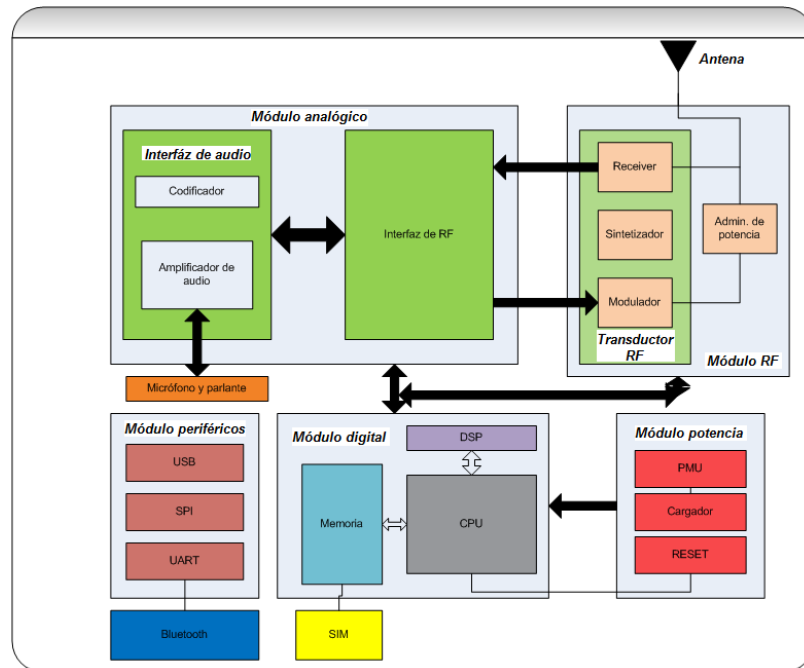 Antena
Módulo analógico
Interfáz de audio
Codificador
Amplificador de
audio
Interfaz de RF
Receiver
Sintetizador
Modulador
Transductor
RF
Admin. de
potencia
Módulo RF
Micrófono y parlante
Módulo periféricos
USB
SPI
UART
Bluetooth
Módulo digital
DSP
Memoria
CPU
SIM
Módulo potencia
PMU
Cargador
RESET